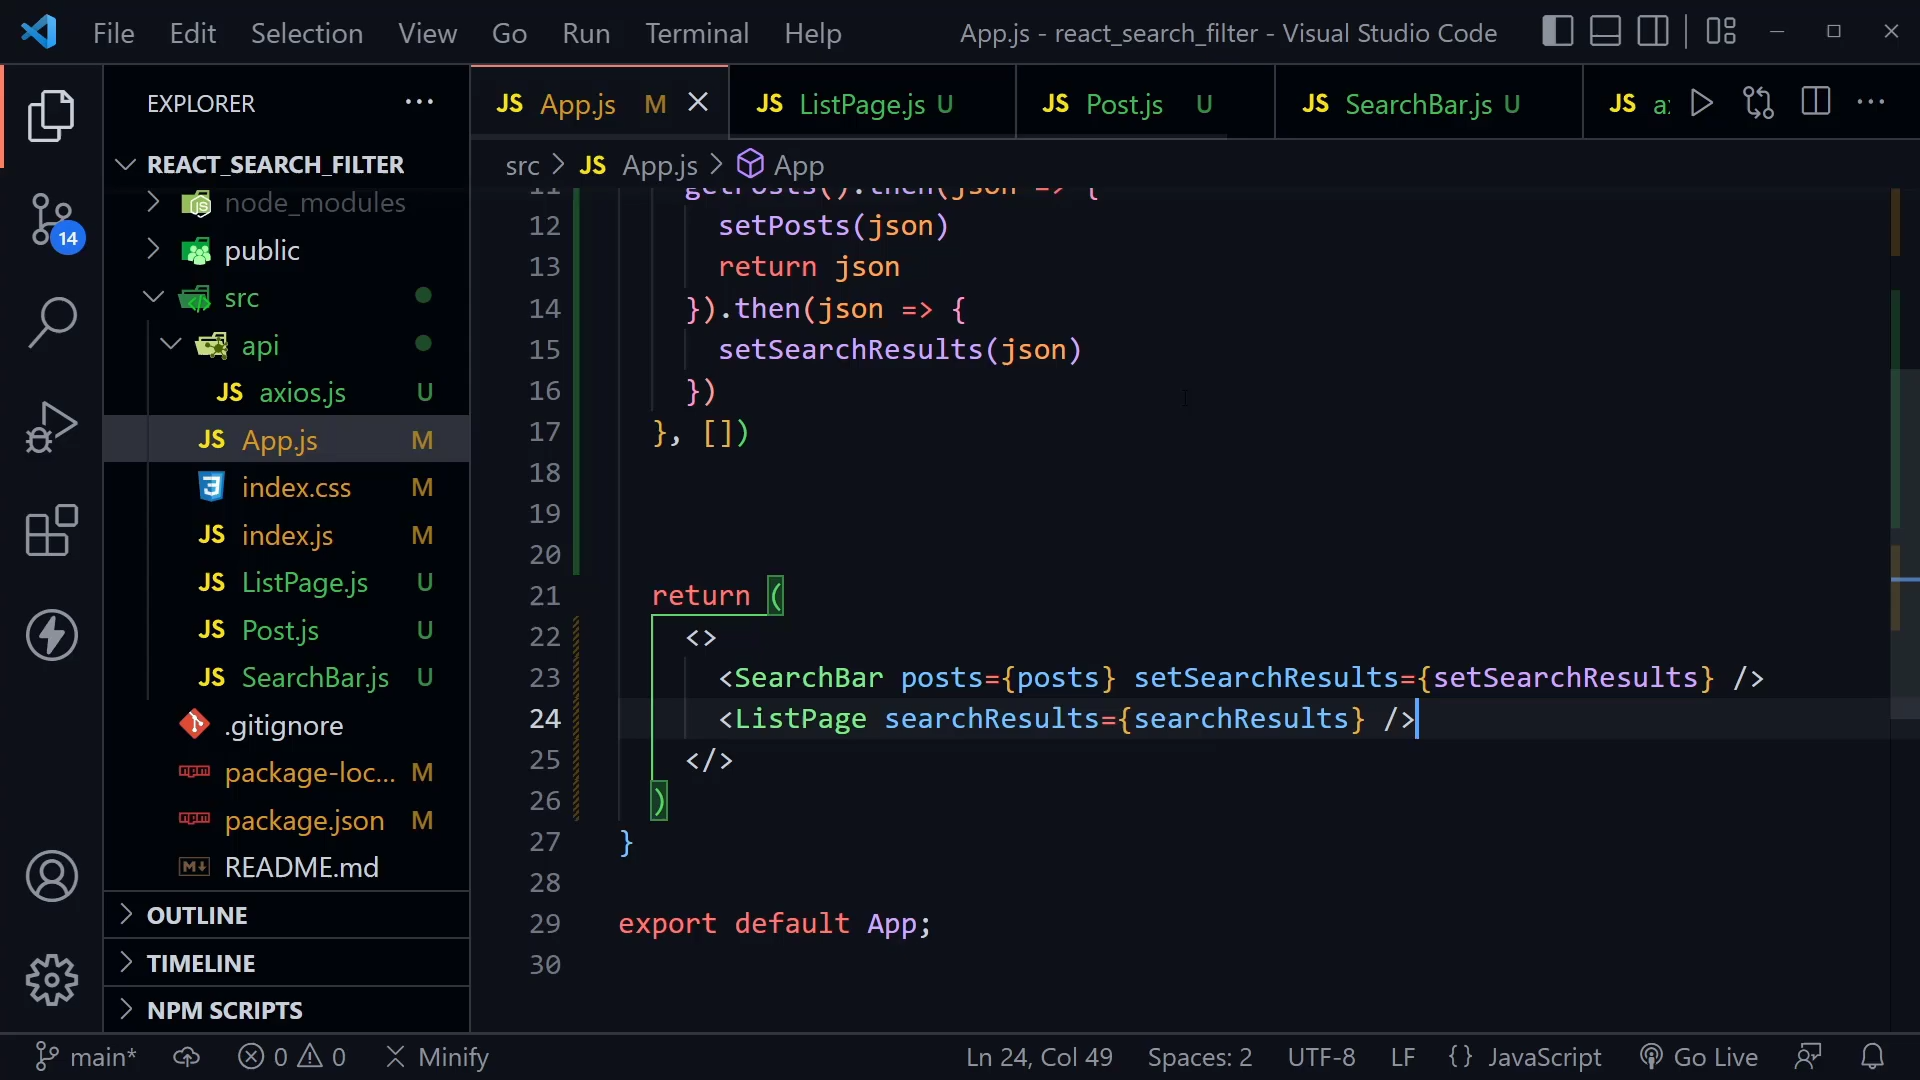 File Edit Selection View Go Run Terminal Help App.js - react_search_filter - Visual Studio Code
EXPLORER
REACT_SEARCH_FILTER
node_modules
public
src
api
JS axios.js U
JS App.js M
index.css M
JS index.js M
JS ListPage.js U
JS Post.js U
JS SearchBar.js U
.gitignore
package-loc... M
package.json M
README.md
OUTLINE
TIMELINE
NPM SCRIPTS
14
JS App.js M JS ListPage.js U JS Post.js U JS SearchBar.js U JS a
src > JS App.js > App
11 getPosts().then(json => {
12 setPosts(json)
13 return json
14 }).then(json => {
15 setSearchResults(json)
16 })
17 }, [])
18
19
20
21 return (
22 <>
23 <SearchBar posts={posts} setSearchResults={setSearchResults} />
24 <ListPage searchResults={searchResults} />
25 </>
26 )
27 }
28
29 export default App;
30
main* 0 0 Minify Ln 24, Col 49 Spaces: 2 UTF-8 LF {} JavaScript Go Live